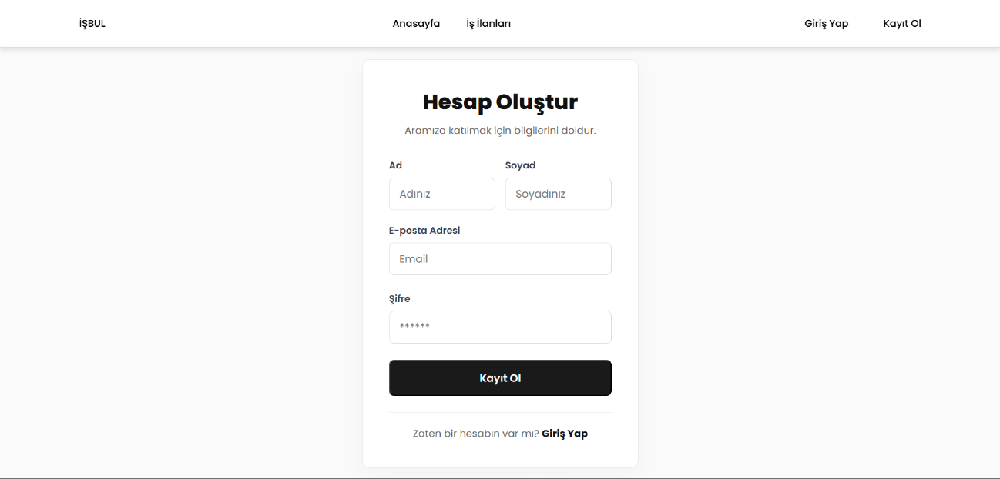 İŞBUL Anasayfa İş İlanları Giriş Yap Kayıt Ol
Hesap Oluştur
Aramıza katılmak için bilgilerini doldur.
Ad Soyad
Adınız Soyadınız
E-posta Adresi
Email
Şifre
******
Kayıt Ol
Zaten bir hesabın var mı? Giriş Yap